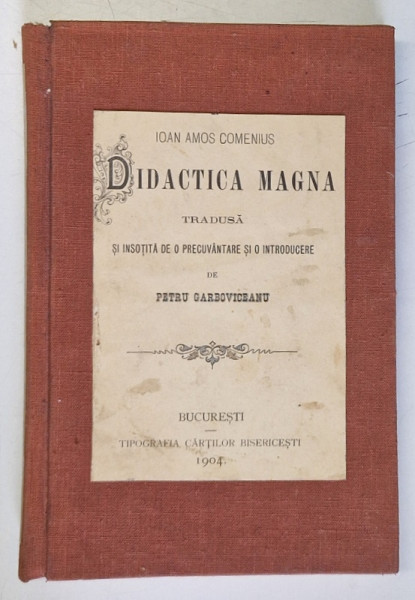 IOAN AMOS COMENIUS
DIDACTICA MAGNA
TRADUSĂ
ȘI INSOȚITĂ DE O PRECUVÂNTARE ȘI O INTRODUCERE
DE
PETRU GARBOVICEANU
BUCUREȘTI
TIPOGRAFIA CĂRȚILOR BISERICEȘTI
1904.